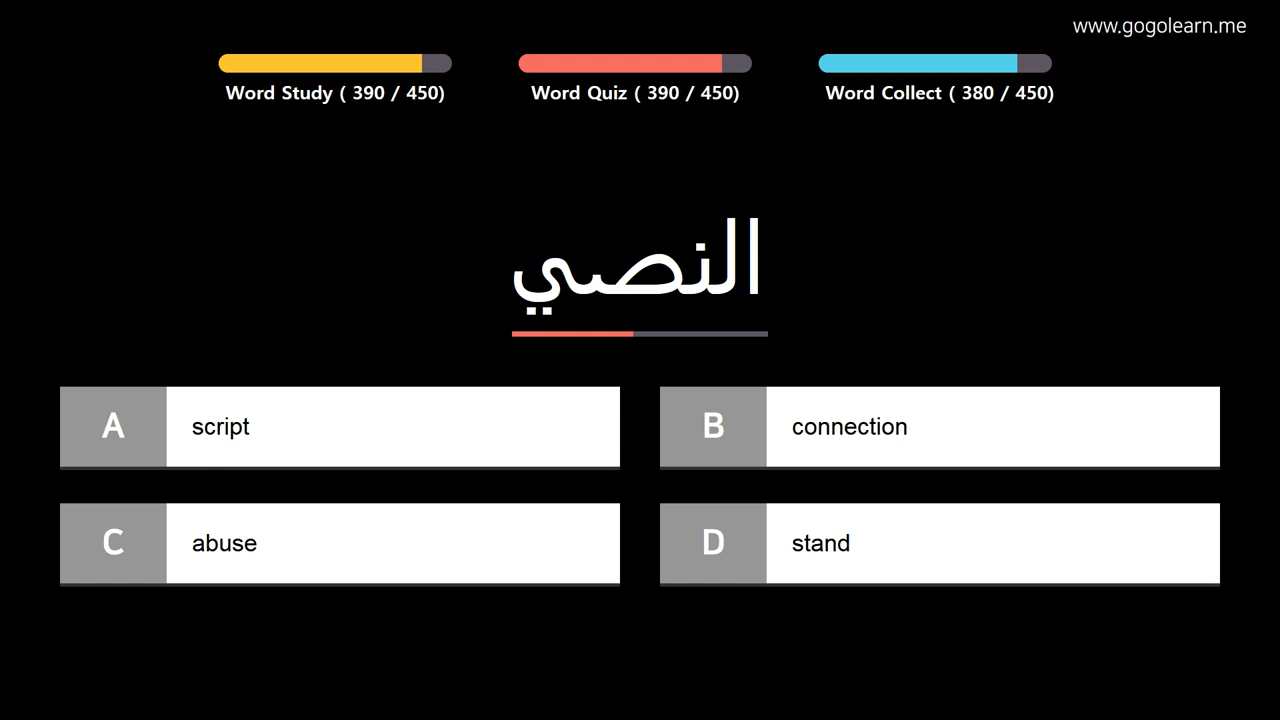 www.gogolearn.me
Word Study ( 390 / 450)
Word Quiz ( 390 / 450)
Word Collect ( 380 / 450)
النصي
A
script
B
connection
C
abuse
D
stand